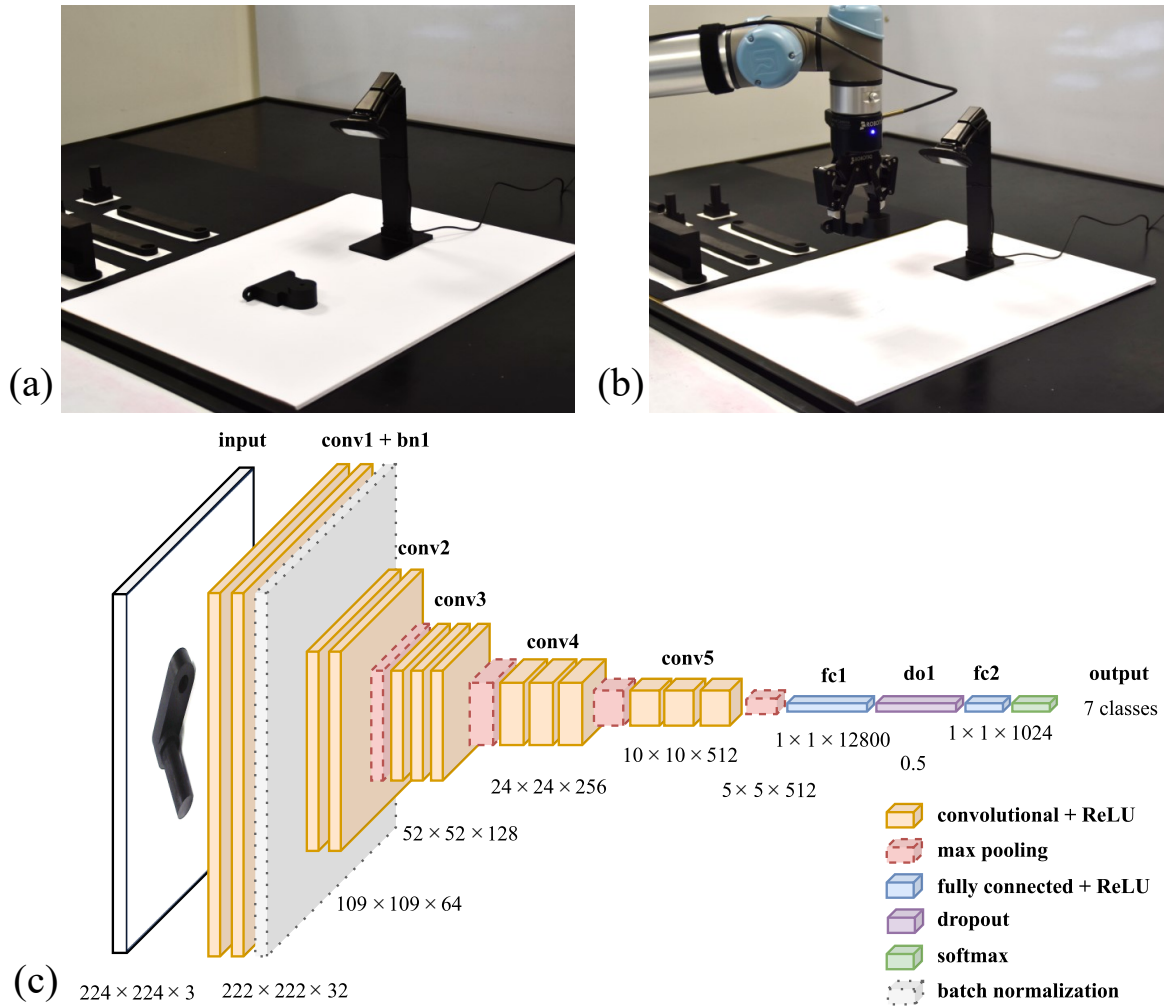 (a)
(b)
ROBOTIQ
input
conv1 + bn1
conv2
conv3
conv4
conv5
fc1
do1
fc2
output
7 classes
1 × 1 × 12800
1 × 1 × 1024
10 × 10 × 512
0.5
24 × 24 × 256
5 × 5 × 512
52 × 52 × 128
109 × 109 × 64
224 × 224 × 3
222 × 222 × 32
convolutional + ReLU
max pooling
fully connected + ReLU
dropout
softmax
batch normalization
(c)